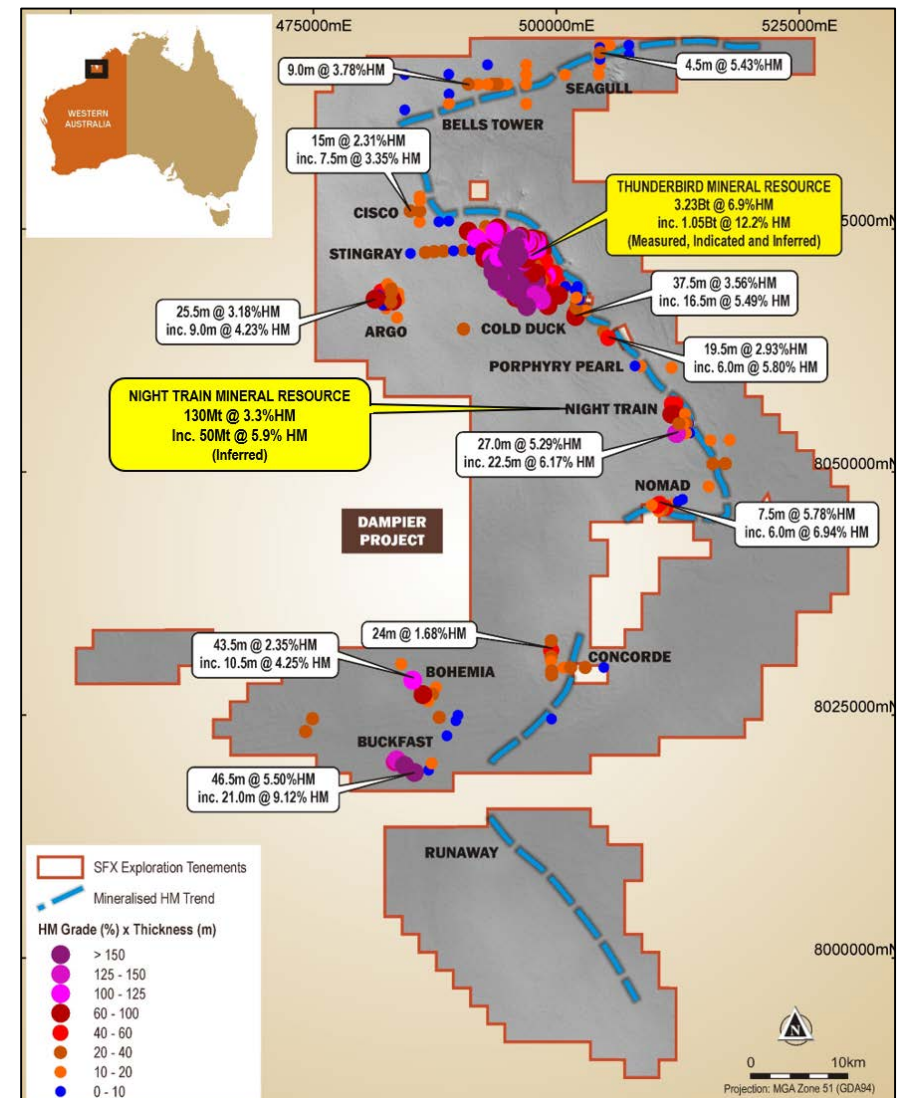 475000mE
500000mE
525000mE
WESTERN
AUSTRALIA
9.0m @ 3.78%HM
4.5m @ 5.43%HM
SEAGULL
BELLS TOWER
15m @ 2.31%HM
inc. 7.5m @ 3.35% HM
THUNDERBIRD MINERAL RESOURCE
3.23Bt @ 6.9%HM
inc. 1.05Bt @ 12.2% HM
(Measured, Indicated and Inferred)
CISCO
5000mN
STINGRAY
37.5m @ 3.56%HM
inc. 16.5m @ 5.49% HM
25.5m @ 3.18%HM
inc. 9.0m @ 4.23% HM
ARGO
COLD DUCK
19.5m @ 2.93%HM
inc. 6.0m @ 5.80% HM
PORPHYRY PEARL
NIGHT TRAIN MINERAL RESOURCE
130Mt @ 3.3%HM
Inc. 50Mt @ 5.9% HM
(Inferred)
NIGHT TRAIN
27.0m @ 5.29%HM
inc. 22.5m @ 6.17% HM
8050000mN
NOMAD
7.5m @ 5.78%HM
inc. 6.0m @ 6.94% HM
DAMPIER
PROJECT
24m @ 1.68%HM
43.5m @ 2.35%HM
inc. 10.5m @ 4.25% HM
BOHEMIA
CONCORDE
8025000mN
BUCKFAST
46.5m @ 5.50%HM
inc. 21.0m @ 9.12% HM
RUNAWAY
SFX Exploration Tenements
Mineralised HM Trend
HM Grade (%) x Thickness (m)
> 150
125 - 150
100 - 125
60 - 100
40 - 60
20 - 40
10 - 20
0 - 10
8000000mN
N
0 10km
Projection: MGA Zone 51 (GDA94)